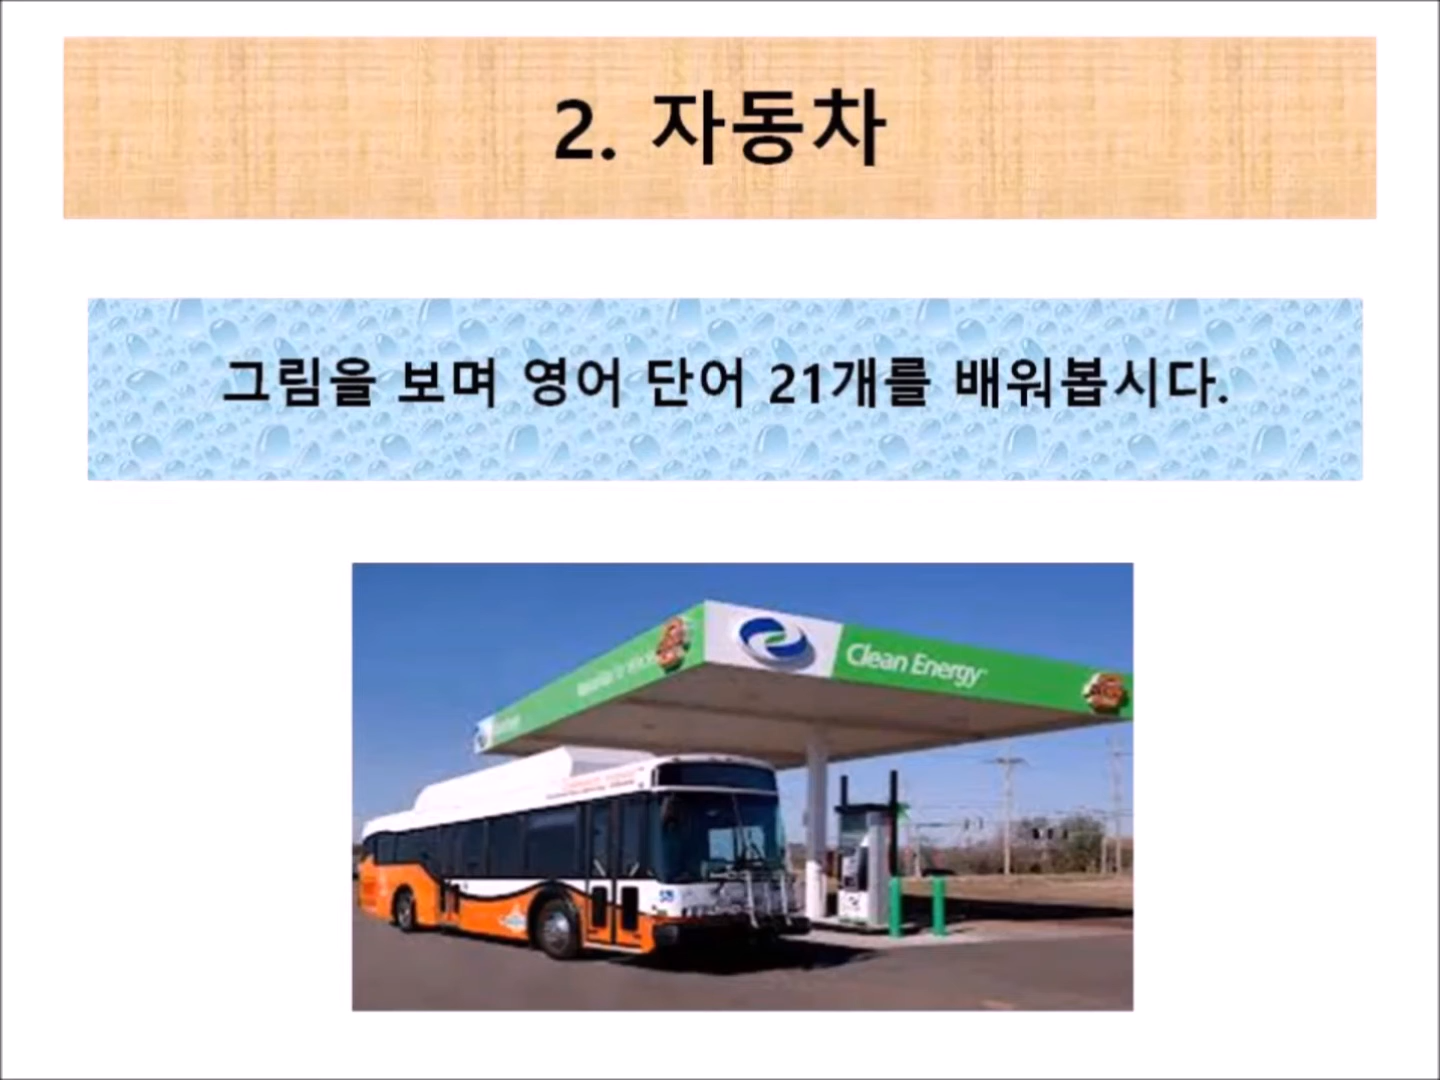 2. 자동차
그림을 보며 영어 단어 21개를 배워봅시다.
Clean Energy